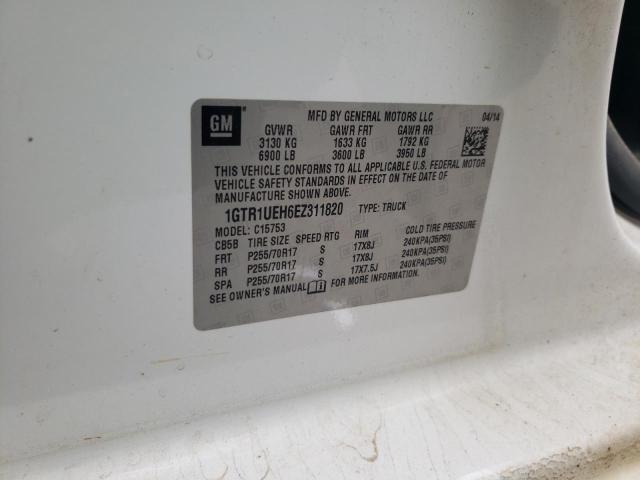 GM
MFD BY GENERAL MOTORS LLC 04/14
GVWR GAWR FRT GAWR RR
3130 KG 1633 KG 1792 KG
6900 LB 3600 LB 3950 LB
THIS VEHICLE CONFORMS TO ALL APPLICABLE U.S. FEDERAL MOTOR
VEHICLE SAFETY STANDARDS IN EFFECT ON THE DATE OF
MANUFACTURE SHOWN ABOVE.
1GTR1UEH6EZ311820 TYPE: TRUCK
MODEL: C15753
CB5B TIRE SIZE SPEED RTG RIM COLD TIRE PRESSURE
FRT P255/70R17 S 17X8J 240KPA(35PSI)
RR P255/70R17 S 17X8J 240KPA(35PSI)
SPA P255/70R17 S 17X7.5J 240KPA(35PSI)
SEE OWNER'S MANUAL FOR MORE INFORMATION.